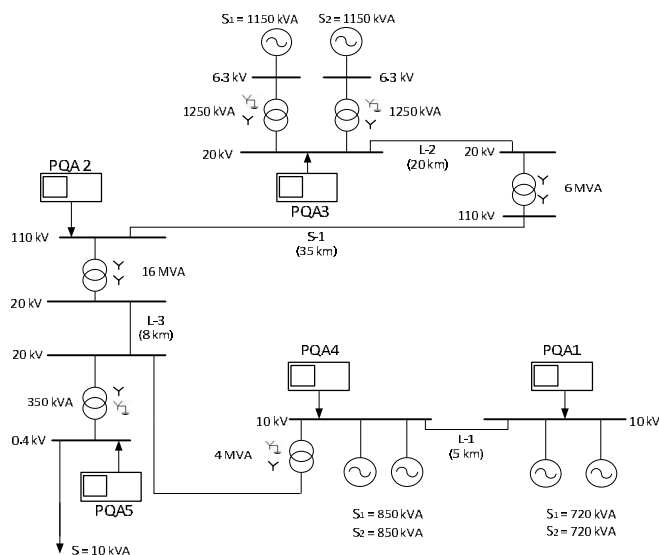 S1 = 1150 kVA S2 = 1150 kVA
6.3 kV 6.3 kV
1250 kVA 1250 kVA
20 kV L-2 20 kV
(20 km)
PQA 2
PQA3
6 MVA
110 kV
110 kV S-1
(35 km)
16 MVA
20 kV
L-3
(8 km)
20 kV
PQA4 PQA1
350 kVA
10 kV 10 kV
0.4 kV
L-1
(5 km)
4 MVA
PQA5
S1 = 850 kVA S1 = 720 kVA
S2 = 850 kVA S2 = 720 kVA
S = 10 kVA